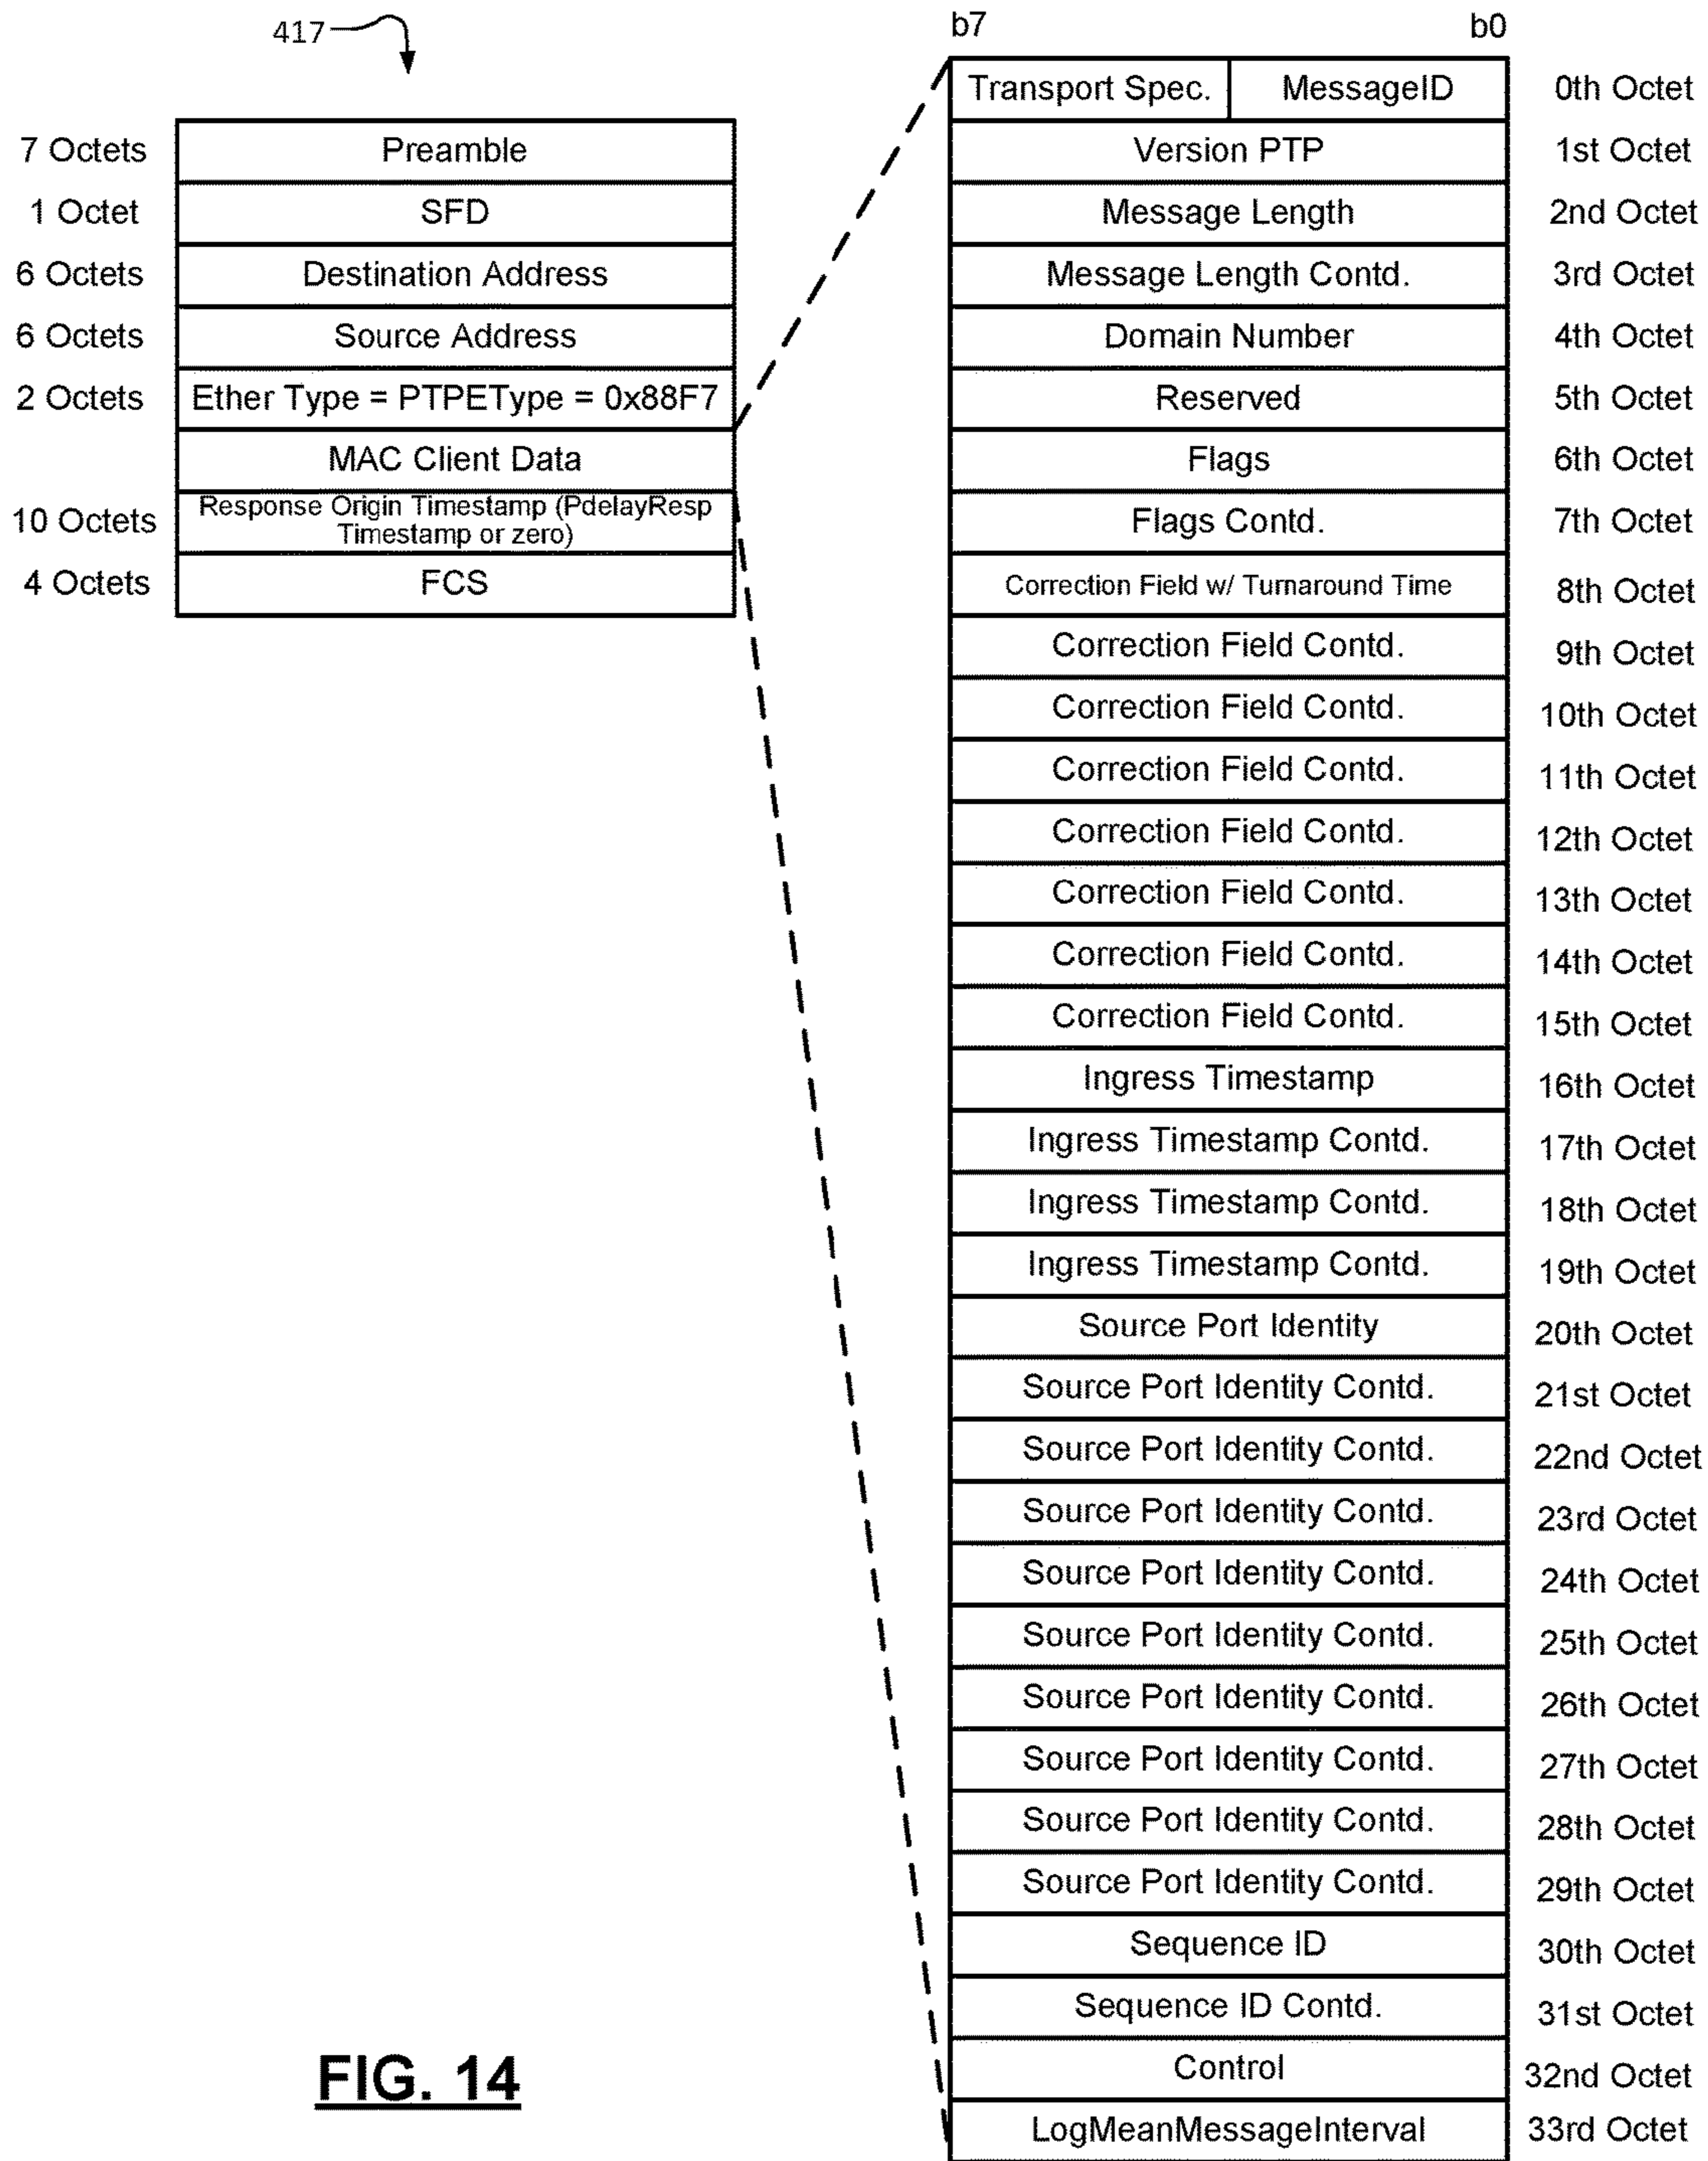 417
7 Octets Preamble
1 Octet SFD
6 Octets Destination Address
6 Octets Source Address
2 Octets Ether Type = PTPEType = 0x88F7
MAC Client Data
10 Octets Response Origin Timestamp (PdelayResp
Timestamp or zero)
4 Octets FCS
b7 b0
Transport Spec. MessageID 0th Octet
Version PTP 1st Octet
Message Length 2nd Octet
Message Length Contd. 3rd Octet
Domain Number 4th Octet
Reserved 5th Octet
Flags 6th Octet
Flags Contd. 7th Octet
Correction Field w/ Turnaround Time 8th Octet
Correction Field Contd. 9th Octet
Correction Field Contd. 10th Octet
Correction Field Contd. 11th Octet
Correction Field Contd. 12th Octet
Correction Field Contd. 13th Octet
Correction Field Contd. 14th Octet
Correction Field Contd. 15th Octet
Ingress Timestamp 16th Octet
Ingress Timestamp Contd. 17th Octet
Ingress Timestamp Contd. 18th Octet
Ingress Timestamp Contd. 19th Octet
Source Port Identity 20th Octet
Source Port Identity Contd. 21st Octet
Source Port Identity Contd. 22nd Octet
Source Port Identity Contd. 23rd Octet
Source Port Identity Contd. 24th Octet
Source Port Identity Contd. 25th Octet
Source Port Identity Contd. 26th Octet
Source Port Identity Contd. 27th Octet
Source Port Identity Contd. 28th Octet
Source Port Identity Contd. 29th Octet
Sequence ID 30th Octet
Sequence ID Contd. 31st Octet
Control 32nd Octet
LogMeanMessageInterval 33rd Octet
FIG. 14